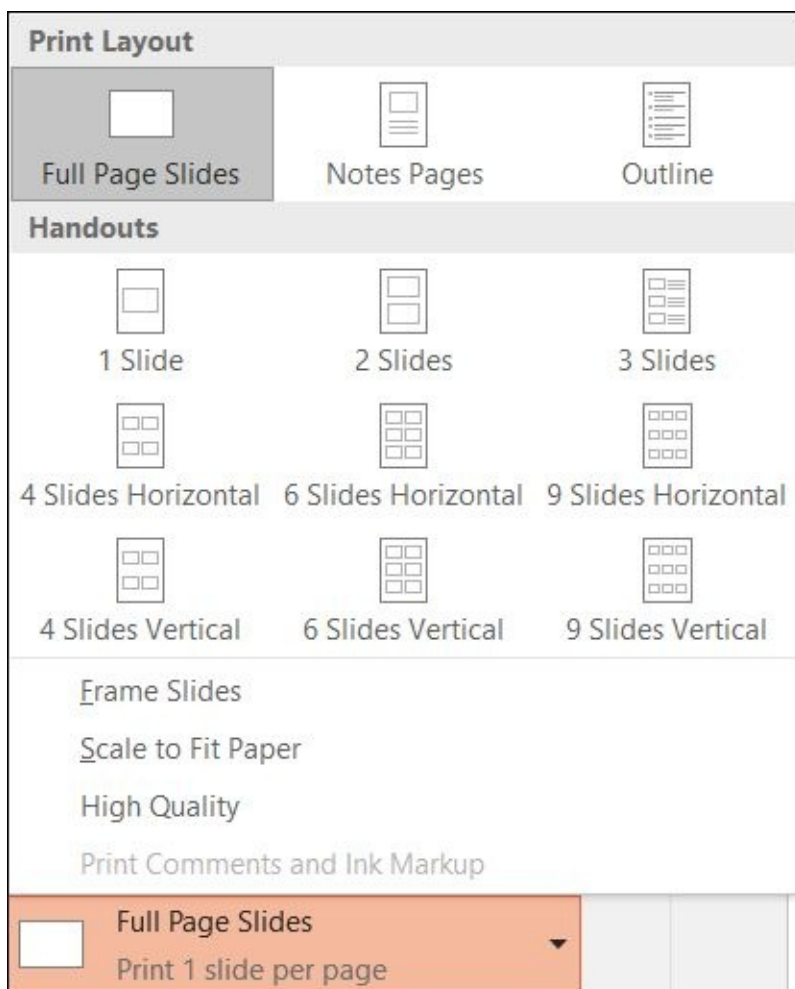 Print Layout
Full Page Slides Notes Pages Outline
Handouts
1 Slide 2 Slides 3 Slides
4 Slides Horizontal 6 Slides Horizontal 9 Slides Horizontal
4 Slides Vertical 6 Slides Vertical 9 Slides Vertical
Frame Slides
Scale to Fit Paper
High Quality
Print Comments and Ink Markup
Full Page Slides
Print 1 slide per page